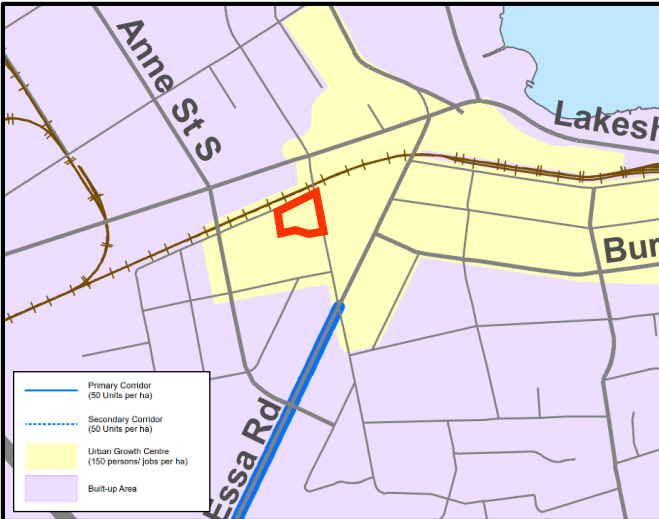 Anne St S
Lakesh
Bur
Essa Rd
Primary Corridor
(50 Units per ha)
Secondary Corridor
(50 Units per ha)
Urban Growth Centre
(150 persons/ jobs per ha)
Built-up Area